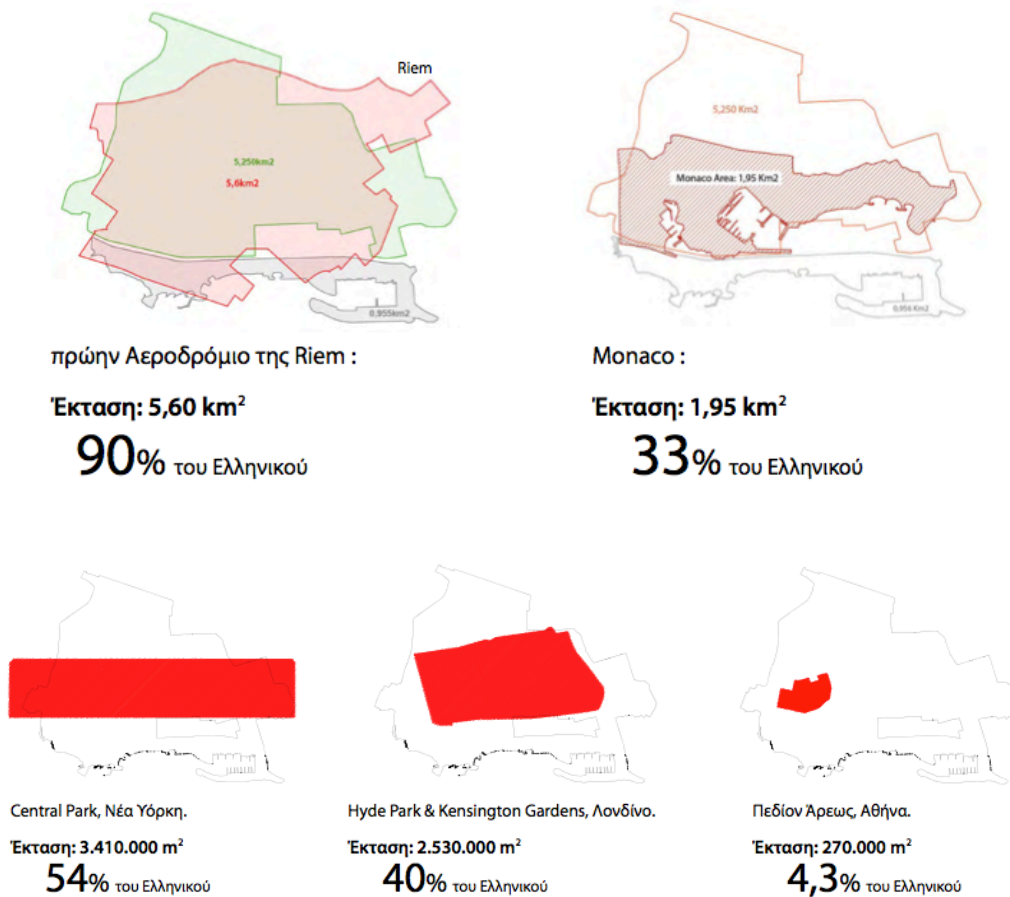 Riem
5,250km2
5,6km2
0,955km2
5,250 Km2
Monaco Area: 1,95 Km2
0,956 Km2
πρώην Αεροδρόμιο της Riem :
Έκταση: 5,60 km²
90% του Ελληνικού
Monaco :
Έκταση: 1,95 km²
33% του Ελληνικού
Central Park, Νέα Υόρκη.
Έκταση: 3.410.000 m²
54% του Ελληνικού
Hyde Park & Kensington Gardens, Λονδίνο.
Έκταση: 2.530.000 m²
40% του Ελληνικού
Πεδίον Άρεως, Αθήνα.
Έκταση: 270.000 m²
4,3% του Ελληνικού